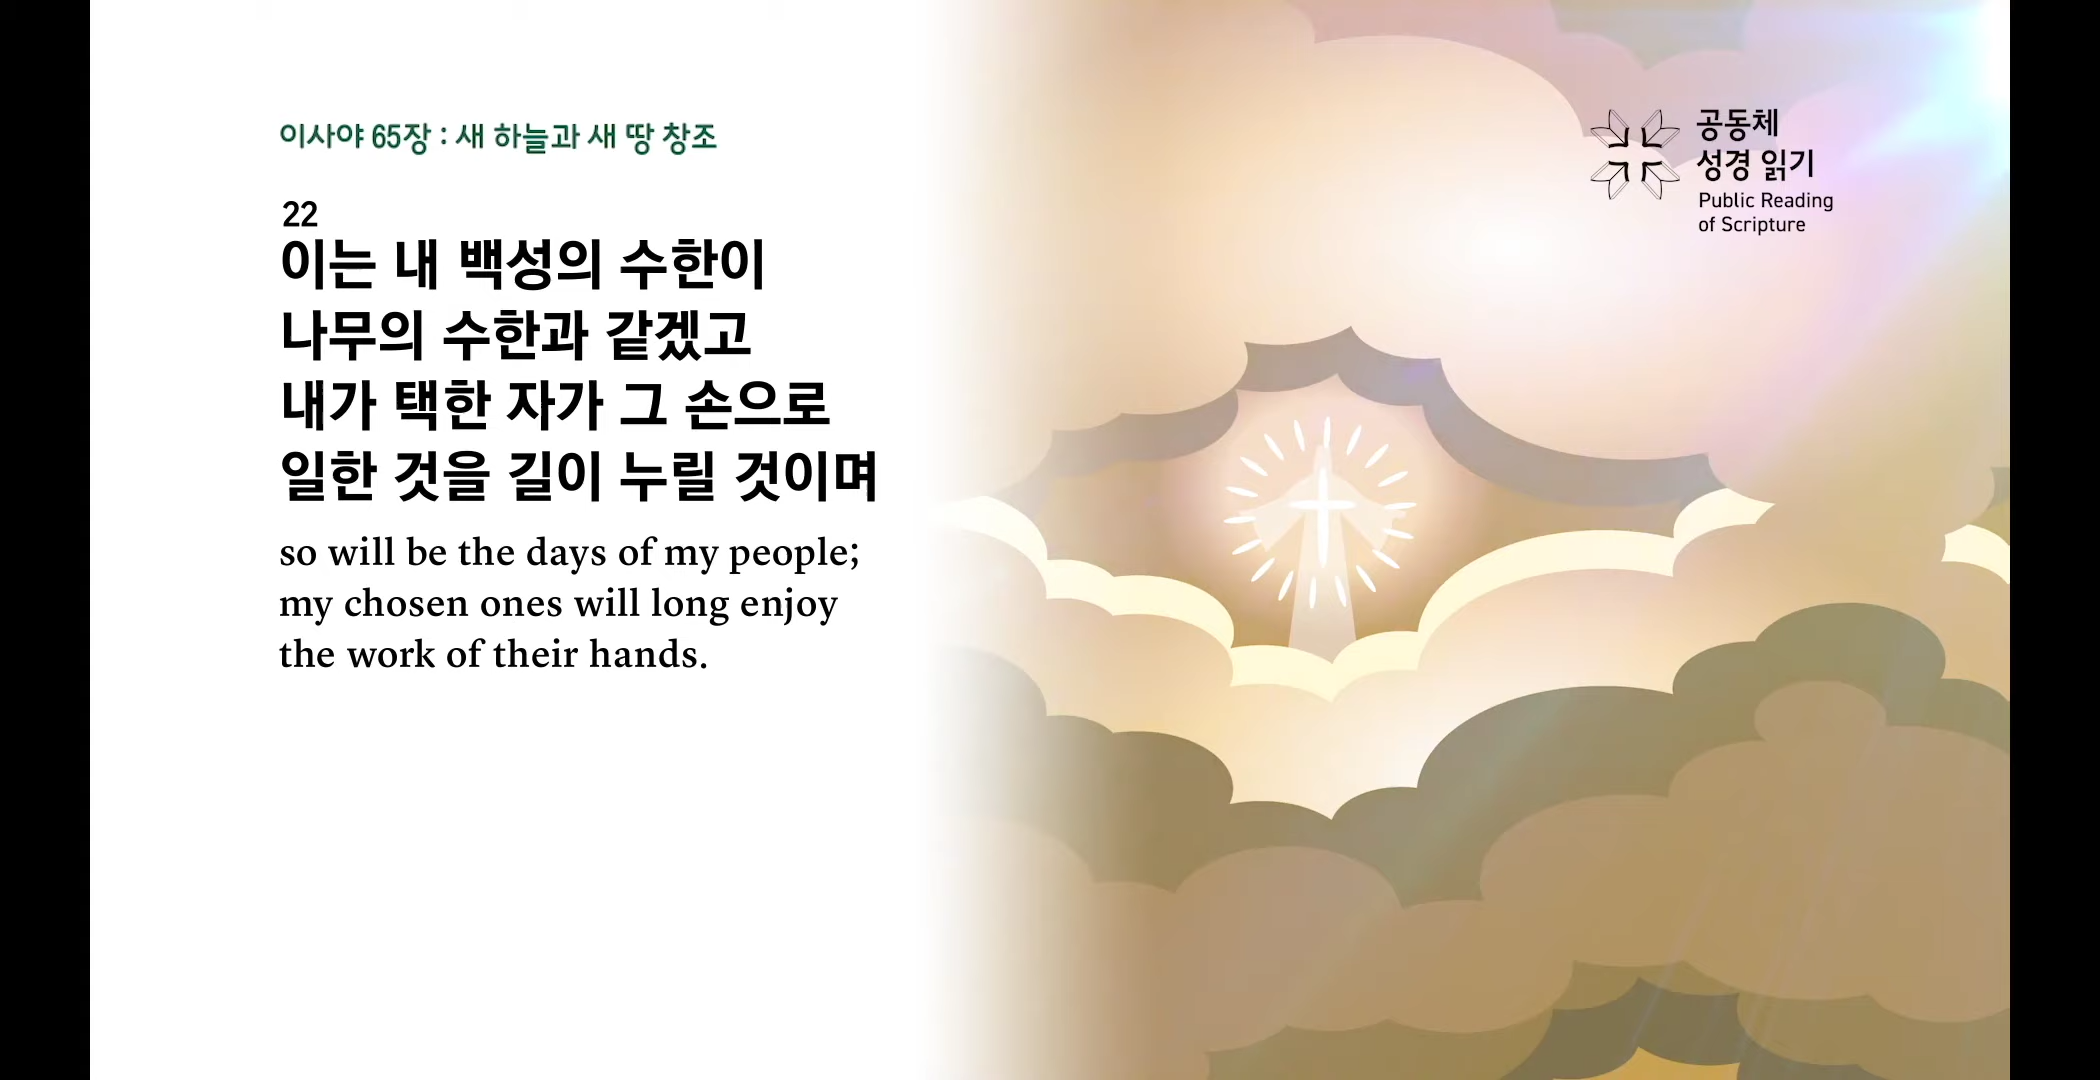 이사야 65장 : 새 하늘과 새 땅 창조
22
이는 내 백성의 수한이
나무의 수한과 같겠고
내가 택한 자가 그 손으로
일한 것을 길이 누릴 것이며
so will be the days of my people;
my chosen ones will long enjoy
the work of their hands.
공동체
성경 읽기
Public Reading
of Scripture